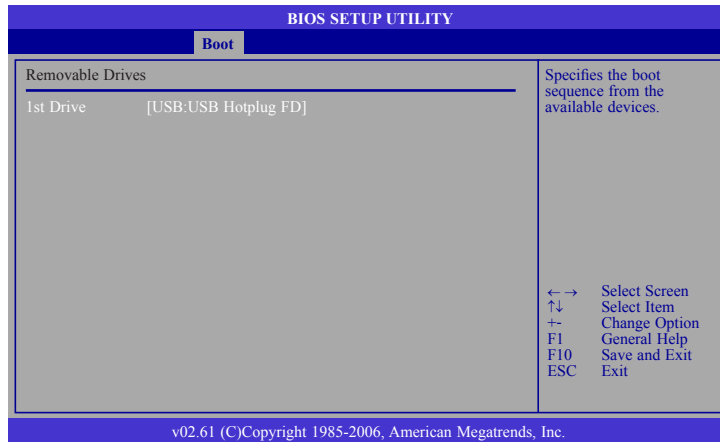 BIOS SETUP UTILITY
Boot
Removable Drives
1st Drive [USB:USB Hotplug FD]
Specifies the boot
sequence from the
available devices.
←→ Select Screen
↑↓ Select Item
+- Change Option
F1 General Help
F10 Save and Exit
ESC Exit
v02.61 (C)Copyright 1985-2006, American Megatrends, Inc.